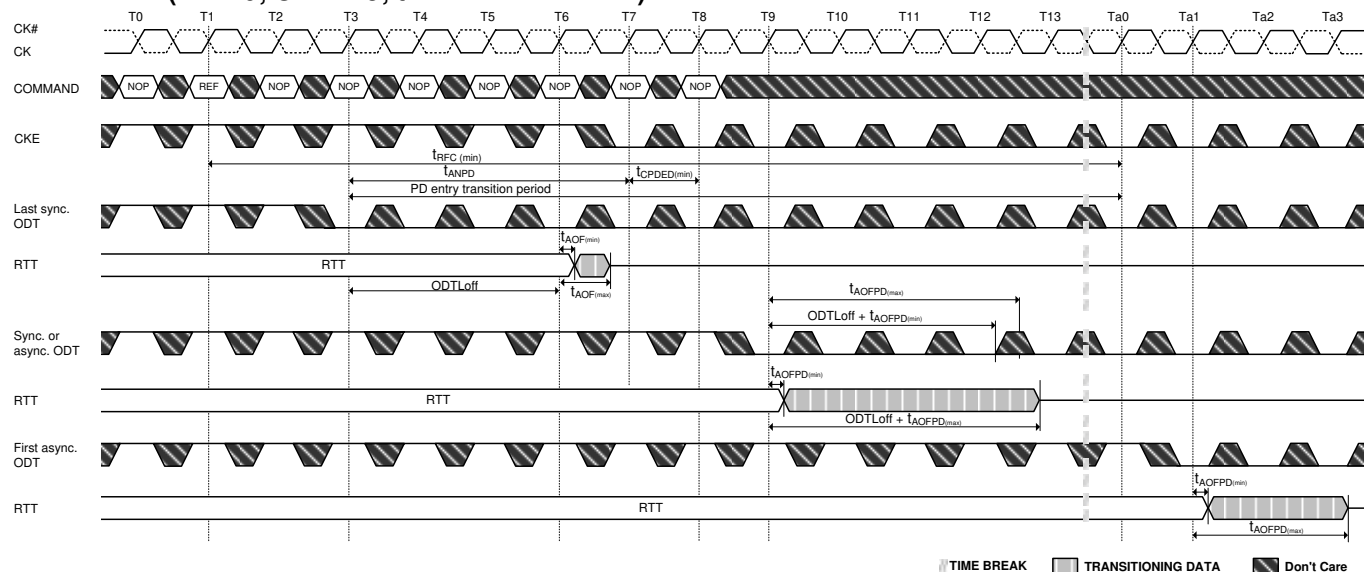 T0 T1 T2 T3 T4 T5 T6 T7 T8 T9 T10 T11 T12 T13 Ta0 Ta1 Ta2 Ta3
CK#
CK
COMMAND NOP REF NOP NOP NOP NOP NOP NOP NOP
CKE
tRFC (min)
tANPD tCPDED(min)
PD entry transition period
Last sync.
ODT
tAOF(min)
RTT RTT
ODTLoff tAOF(max)
tAOFPD(max)
ODTLoff + tAOFPD(min)
Sync. or
async. ODT
tAOFPD(min)
RTT RTT
ODTLoff + tAOFPD(max)
First async.
ODT
tAOFPD(min)
RTT RTT
tAOFPD(max)
TIME BREAK TRANSITIONING DATA Don't Care